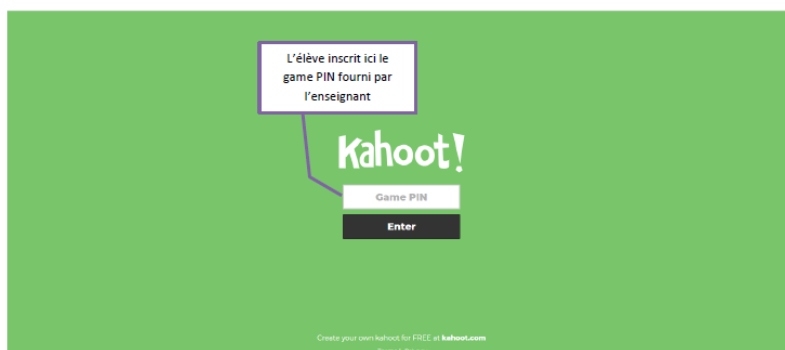 L'élève inscrit ici le
game PIN fourni par
l'enseignant
Kahoot!
Game PIN
Enter
Create your own kahoot for FREE at kahoot.com